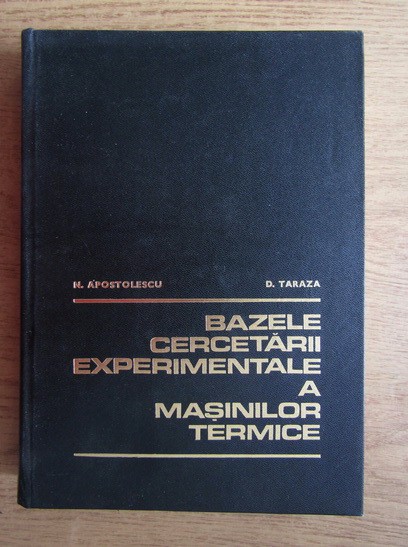 N. APOSTOLESCU D. TARAZA
BAZELE
CERCETĂRII
EXPERIMENTALE
A
MAȘINILOR
TERMICE